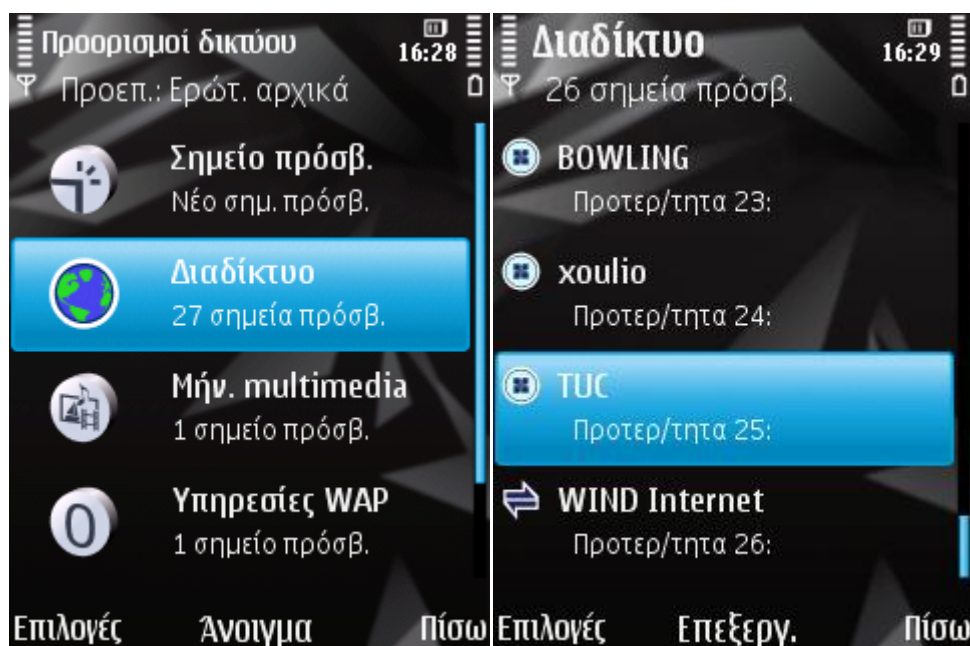 Προορισμοί δικτύου
16:28
Προεπ.: Ερώτ. αρχικά
Σημείο πρόσβ.
Νέο σημ. πρόσβ.
Διαδίκτυο
27 σημεία πρόσβ.
Μήν. multimedia
1 σημείο πρόσβ.
Υπηρεσίες WAP
1 σημείο πρόσβ.
Επιλογές Άνοιγμα Πίσω
Διαδίκτυο
16:29
26 σημεία πρόσβ.
BOWLING
Προτερ/τητα 23:
xoulio
Προτερ/τητα 24:
TUC
Προτερ/τητα 25:
WIND Internet
Προτερ/τητα 26:
Επιλογές Επεξεργ. Πίσω